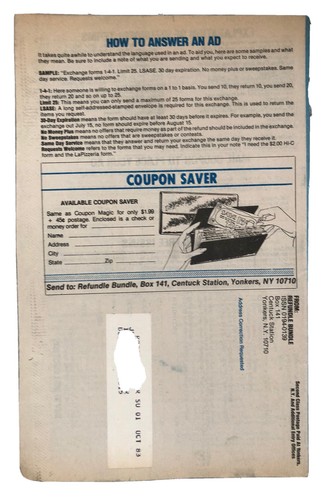 HOW TO ANSWER AN AD
It takes quite awhile to understand the language used in an ad. To aid you, here are some samples and what
they mean. Be sure to include a note of what you are sending and what you expect to receive.
SAMPLE: "Exchange forms 1-4-1. Limit 25. LSASE. 30 day expiration. No money plus or sweepstakes. Same
day service. Requests welcome."
1-4-1: Here someone is willing to exchange forms on a 1 to 1 basis. You send 10, they return 10, you send 20,
they return 20 and so on up to 25.
Limit 25: This means you can only send a maximum of 25 forms for this exchange.
LSASE: A long self-addressed-stamped envelope is required for this exchange. This is used to return the
items you request.
30-Day Expiration means the form should have at least 30 days before it expires. For example, you send the
exchange out July 15, no form should expire before August 15.
No Money Plus means no offers that require money as part of the refund should be included in the exchange.
No Sweepstakes means no offers that are sweepstakes or contests.
Same Day Service means that they answer and return your exchange the same day they receive it.
Requests Welcome refers to the forms that you may need. Indicate this in your note "I need the $2.00 Hi-C
form and the LaPizzeria form."
COUPON SAVER
AVAILABLE COUPON SAVER
Same as Coupon Magic for only $1.99
+ 45¢ postage. Enclosed is a check or
money order for
Name
Address
City
State Zip
Send to: Refundle Bundle, Box 141, Centuck Station, Yonkers, NY 10710
FROM:
REFUNDLE BUNDLE
ISSN 0194-0139
Box 141
Centuck Station
Yonkers, N.Y. 10710
Address Correction Requested
Second Class Postage Paid At Yonkers,
N.Y. And Additional Entry Offices
SU 01 OCT 83